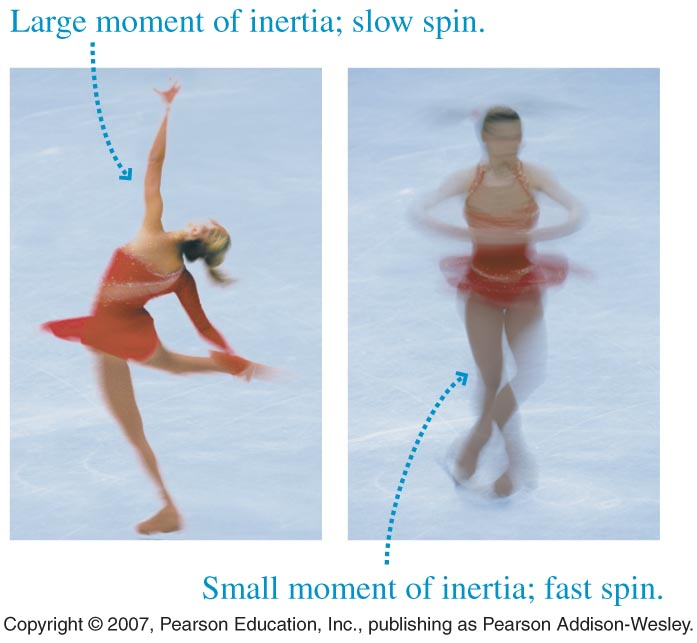 Large moment of inertia; slow spin.
Small moment of inertia; fast spin.
Copyright © 2007, Pearson Education, Inc., publishing as Pearson Addison-Wesley.